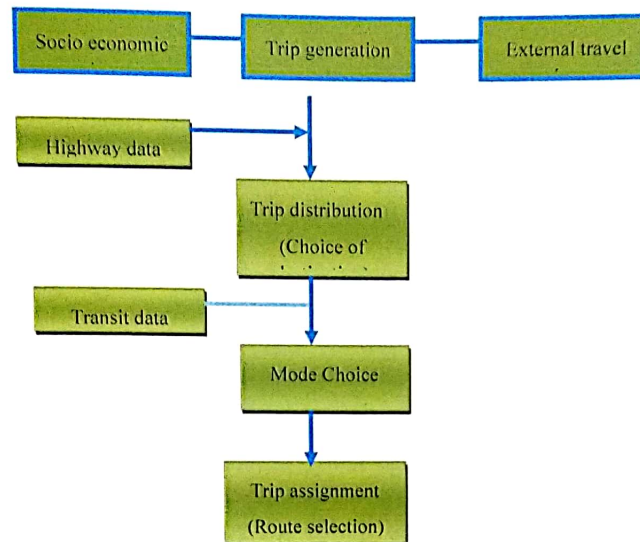 Socio economic
Trip generation
External travel
Highway data
Trip distribution
(Choice of
Transit data
Mode Choice
Trip assignment
(Route selection)